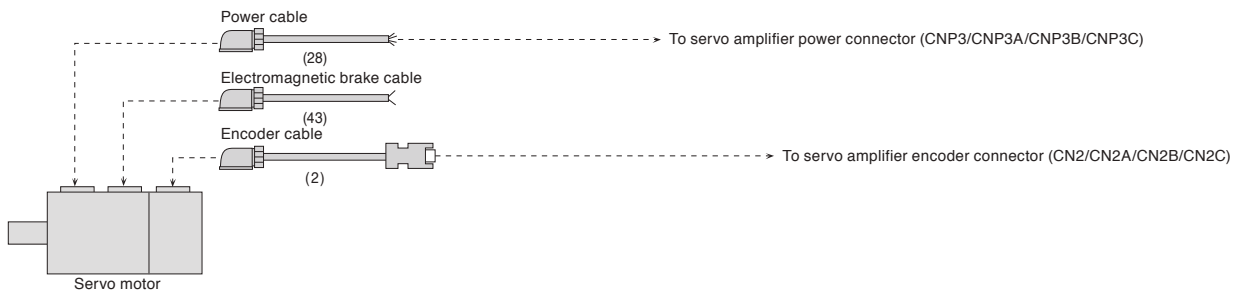 Power cable
To servo amplifier power connector (CNP3/CNP3A/CNP3B/CNP3C)
(28)
Electromagnetic brake cable
(43)
Encoder cable
To servo amplifier encoder connector (CN2/CN2A/CN2B/CN2C)
(2)
Servo motor